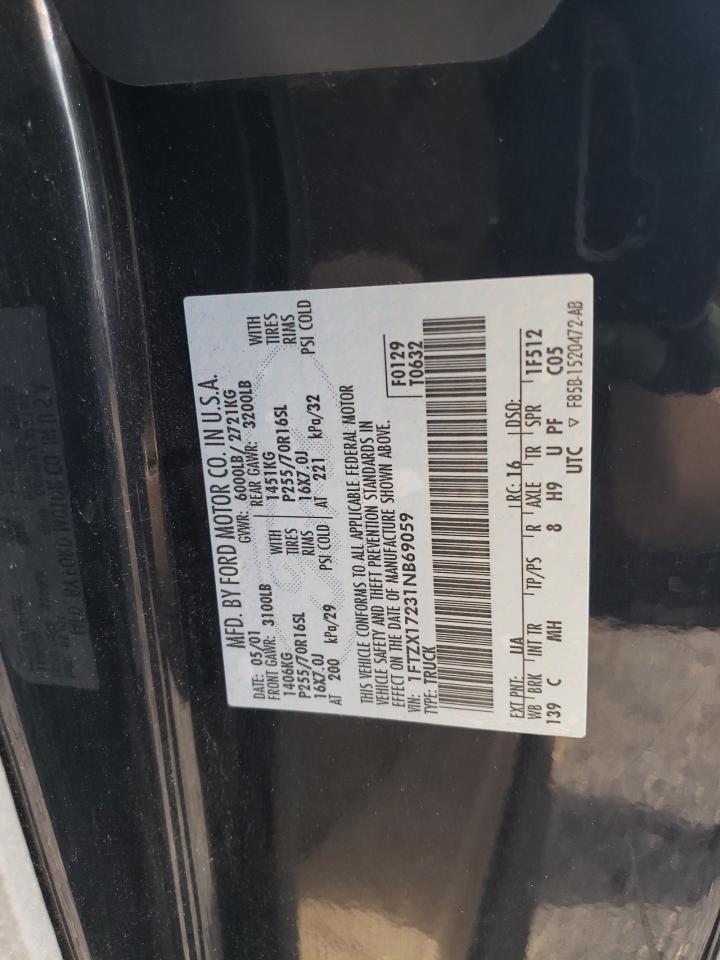 MFD. BY FORD MOTOR CO. IN U.S.A.
DATE: 05/01 GVWR: 6000LB/ 2721KG
FRONT GAWR: 3100LB REAR GAWR: 3200LB
1406KG WITH 1451KG WITH
P255/70R16SL TIRES P255/70R16SL TIRES
16X7.0J RIMS 16X7.0J RIMS
AT 200 kPa/29 PSI COLD AT 221 kPa/32 PSI COLD
THIS VEHICLE CONFORMS TO ALL APPLICABLE FEDERAL MOTOR
VEHICLE SAFETY AND THEFT PREVENTION STANDARDS IN
EFFECT ON THE DATE OF MANUFACTURE SHOWN ABOVE.
VIN: 1FTZX17231NB69059
TYPE: TRUCK
F0129
T0632
EXT PNT: UA RC: 16 DSO:
WB BRK INT TR TP/PS R AXLE TR SPR 1F512
139 C MH 8 H9 U PF C05
UTC ▽ F85B-1520472-AB